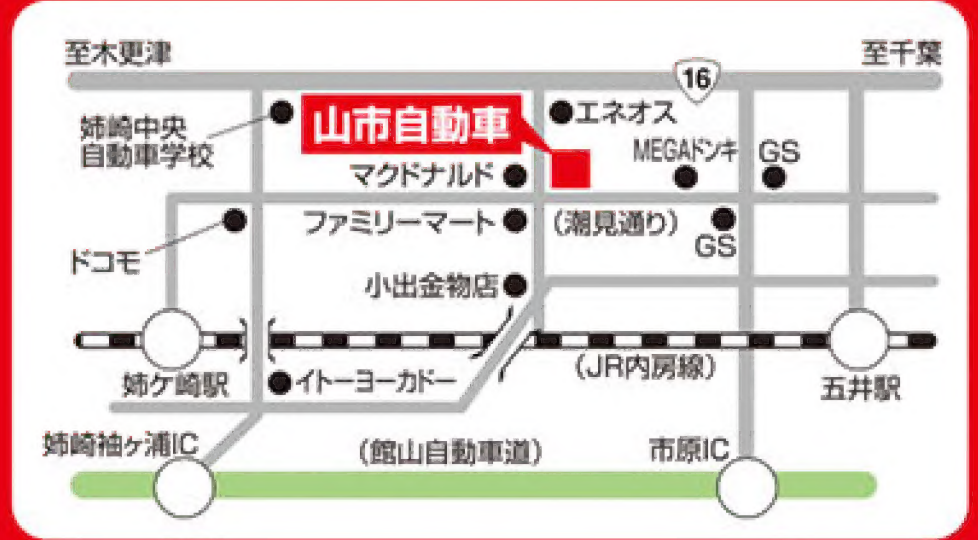 至木更津
至千葉
16
姉崎中央
自動車学校
山市自動車
エネオス
MEGAドンキ
GS
マクドナルド
ファミリーマート
(潮見通り)
GS
ドコモ
小出金物店
(JR内房線)
姉ケ崎駅
イトーヨーカドー
五井駅
姉崎袖ヶ浦IC
(館山自動車道)
市原IC